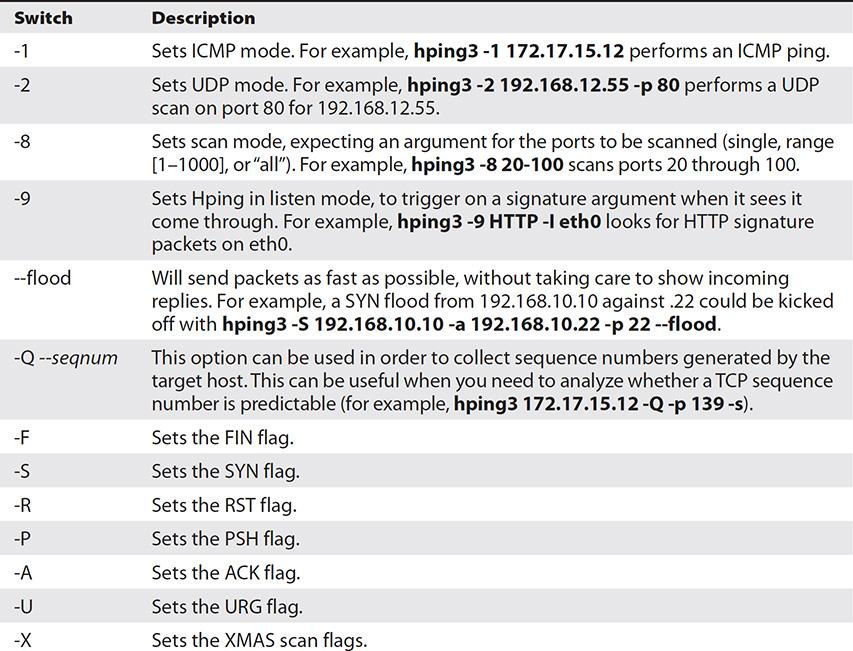 Switch Description
-1 Sets ICMP mode. For example, hping3 -1 172.17.15.12 performs an ICMP ping.
-2 Sets UDP mode. For example, hping3 -2 192.168.12.55 -p 80 performs a UDP
scan on port 80 for 192.168.12.55.
-8 Sets scan mode, expecting an argument for the ports to be scanned (single, range
[1–1000], or “all”). For example, hping3 -8 20-100 scans ports 20 through 100.
-9 Sets Hping in listen mode, to trigger on a signature argument when it sees it
come through. For example, hping3 -9 HTTP -I eth0 looks for HTTP signature
packets on eth0.
--flood Will send packets as fast as possible, without taking care to show incoming
replies. For example, a SYN flood from 192.168.10.10 against .22 could be kicked
off with hping3 -S 192.168.10.10 -a 192.168.10.22 -p 22 --flood.
-Q --seqnum This option can be used in order to collect sequence numbers generated by the
target host. This can be useful when you need to analyze whether a TCP sequence
number is predictable (for example, hping3 172.17.15.12 -Q -p 139 -s).
-F Sets the FIN flag.
-S Sets the SYN flag.
-R Sets the RST flag.
-P Sets the PSH flag.
-A Sets the ACK flag.
-U Sets the URG flag.
-X Sets the XMAS scan flags.